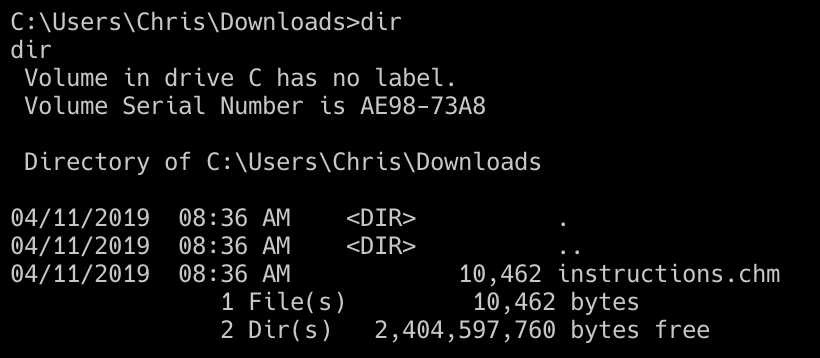 C:\Users\Chris\Downloads>dir
dir
 Volume in drive C has no label.
 Volume Serial Number is AE98-73A8

 Directory of C:\Users\Chris\Downloads

04/11/2019  08:36 AM    <DIR>          .
04/11/2019  08:36 AM    <DIR>          ..
04/11/2019  08:36 AM            10,462 instructions.chm
               1 File(s)         10,462 bytes
               2 Dir(s)   2,404,597,760 bytes free